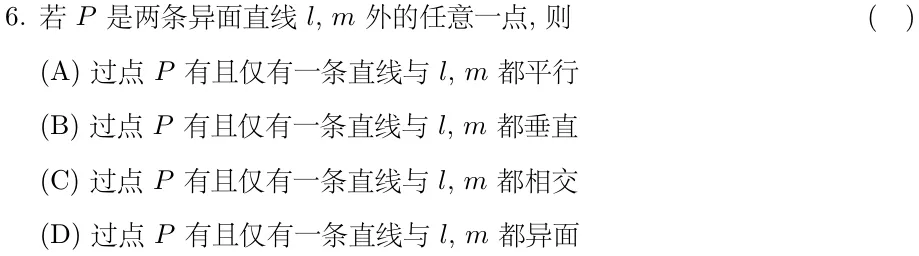 6. 若 P 是两条异面直线 l, m 外的任意一点, 则 ( )
(A) 过点 P 有且仅有一条直线与 l, m 都平行
(B) 过点 P 有且仅有一条直线与 l, m 都垂直
(C) 过点 P 有且仅有一条直线与 l, m 都相交
(D) 过点 P 有且仅有一条直线与 l, m 都异面